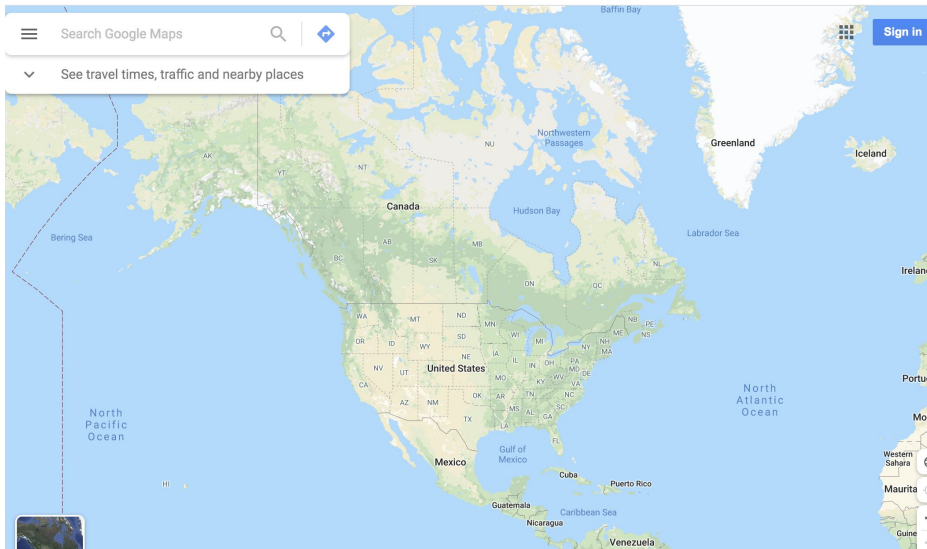 Baffin Bay
Search Google Maps
Sign in
See travel times, traffic and nearby places
Northwestern
Passages
NU
Greenland
Iceland
AK
YT
NT
Canada
Hudson Bay
Labrador Sea
Bering Sea
AB
MB
BC
SK
NL
Irelan
ON
QC
WA
MT
ND
MN
NB
PE
OR
ID
WY
SD
WI
MI
ME
NS
NH
NY
MA
NE
IA
NV
UT
United States
IL
IN
OH
PA
MD
DE
CA
MO
KY
WV
VA
Portu
AZ
NM
OK
AR
TN
NC
North
Atlantic
Ocean
TX
MS
AL
GA
SC
LA
North
Pacific
Ocean
Mo
FL
Gulf of
Mexico
Western
Sahara
Mexico
Cuba
Puerto Rico
HI
Maurita
Guatemala
Caribbean Sea
Nicaragua
Guine
Venezuela